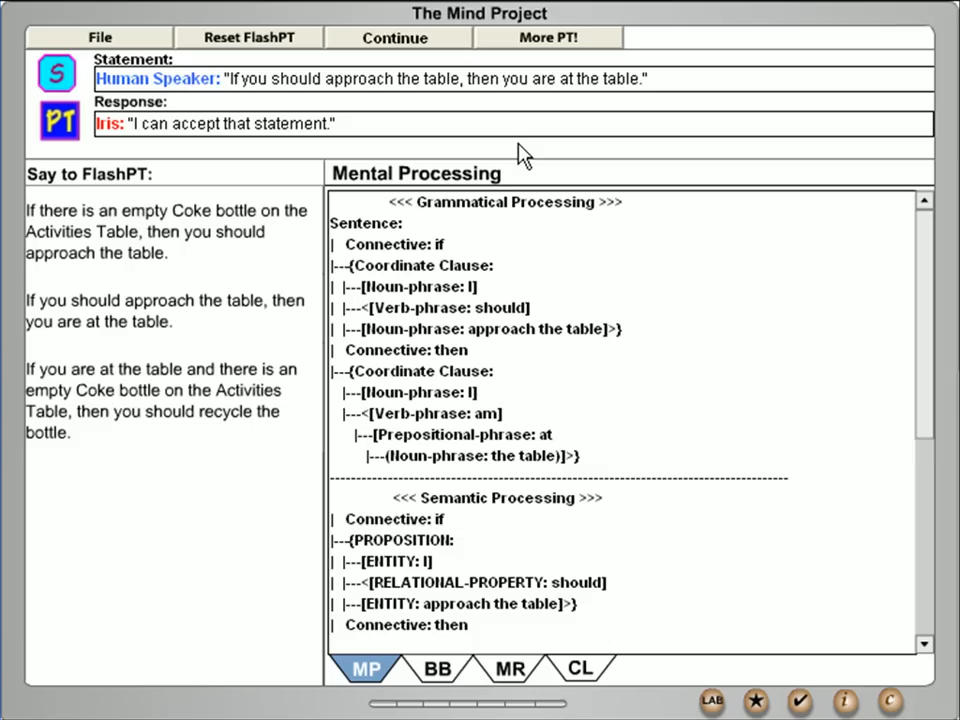 The Mind Project
File
Reset FlashPT
Continue
More PT!
S
Statement:
Human Speaker: "If you should approach the table, then you are at the table."
PT
Response:
Iris: "I can accept that statement."
Say to FlashPT:
If there is an empty Coke bottle on the
Activities Table, then you should
approach the table.
If you should approach the table, then
you are at the table.
If you are at the table and there is an
empty Coke bottle on the Activities
Table, then you should recycle the
bottle.
Mental Processing
<<< Grammatical Processing >>>
Sentence:
|   Connective: if
|---{Coordinate Clause:
|  |---[Noun-phrase: I]
|  |---<[Verb-phrase: should]
|  |---[Noun-phrase: approach the table]>}
|   Connective: then
|---{Coordinate Clause:
|---[Noun-phrase: I]
|---<[Verb-phrase: am]
|---[Prepositional-phrase: at
|---(Noun-phrase: the table)]>}
--------------------------------------------------------------------------------
<<< Semantic Processing >>>
|   Connective: if
|---{PROPOSITION:
|  |---[ENTITY: I]
|  |---<[RELATIONAL-PROPERTY: should]
|  |---[ENTITY: approach the table]>}
|   Connective: then
MP
BB
MR
CL
LAB
i
c